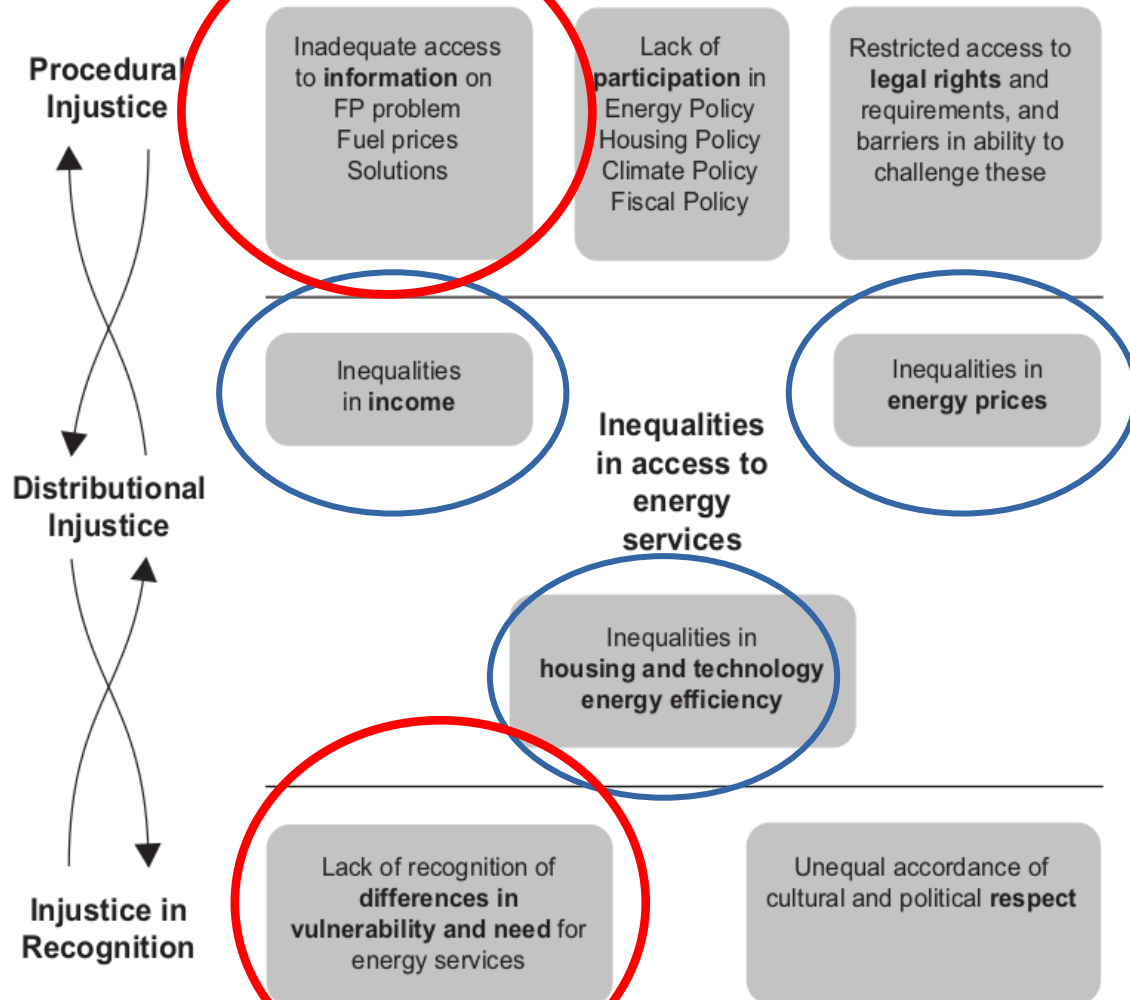 Procedural
Injustice
Inadequate access
to information on
FP problem
Fuel prices
Solutions
Lack of
participation in
Energy Policy
Housing Policy
Climate Policy
Fiscal Policy
Restricted access to
legal rights and
requirements, and
barriers in ability to
challenge these
Distributional
Injustice
Inequalities
in income
Inequalities
in access to
energy
services
Inequalities in
energy prices
Inequalities in
housing and technology
energy efficiency
Injustice in
Recognition
Lack of recognition of
differences in
vulnerability and need for
energy services
Unequal accordance of
cultural and political respect